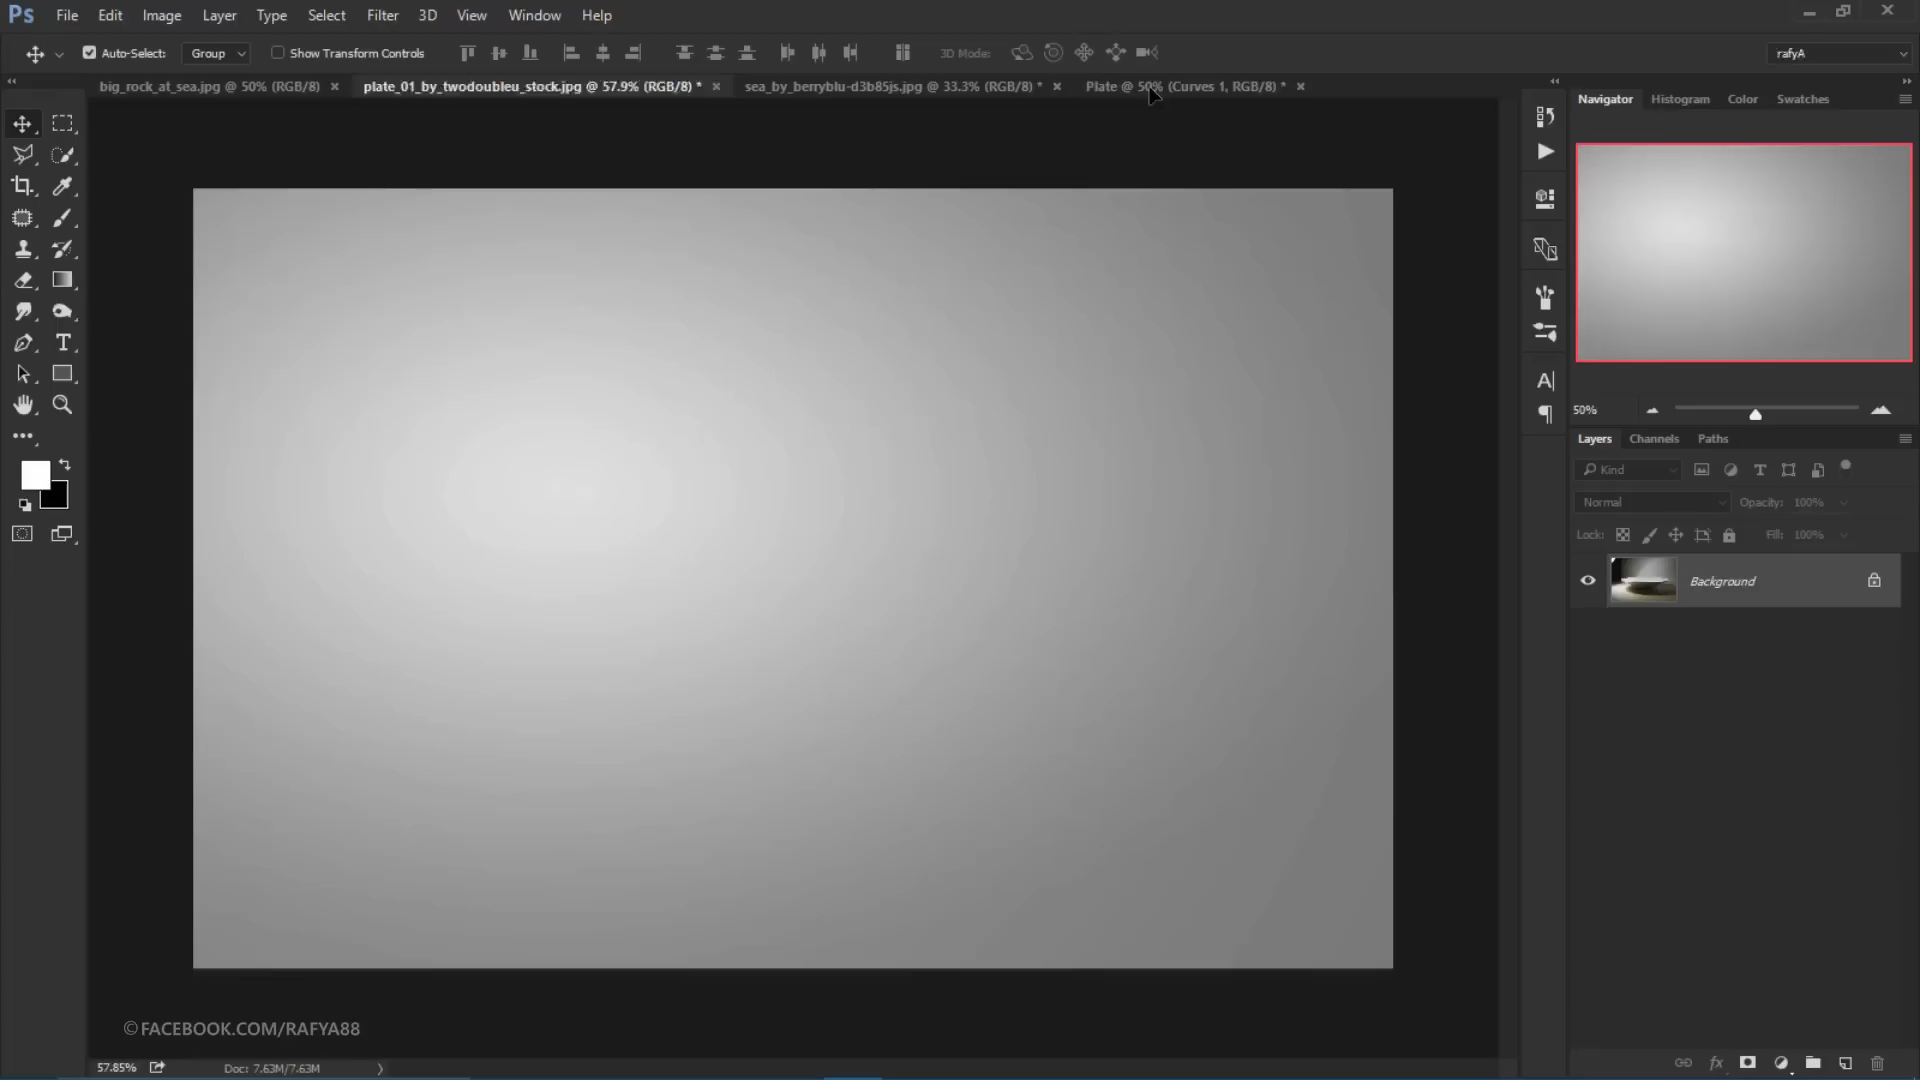 Ps File Edit Image Layer Type Select Filter 3D View Window Help
Auto-Select: Group Show Transform Controls 3D Mode: rafyA
big_rock_at_sea.jpg @ 50% (RGB/8) × plate_01_by_twodoubleu_stock.jpg @ 57.9% (RGB/8) * × sea_by_berryblu-d3b85js.jpg @ 33.3% (RGB/8) * × Plate @ 50% (Curves 1, RGB/8) * ×
Navigator Histogram Color Swatches
50%
Layers Channels Paths
Kind
Normal Opacity: 100%
Lock: Fill: 100%
Background
©FACEBOOK.COM/RAFYA88
57.85% Doc: 7.63M/7.63M